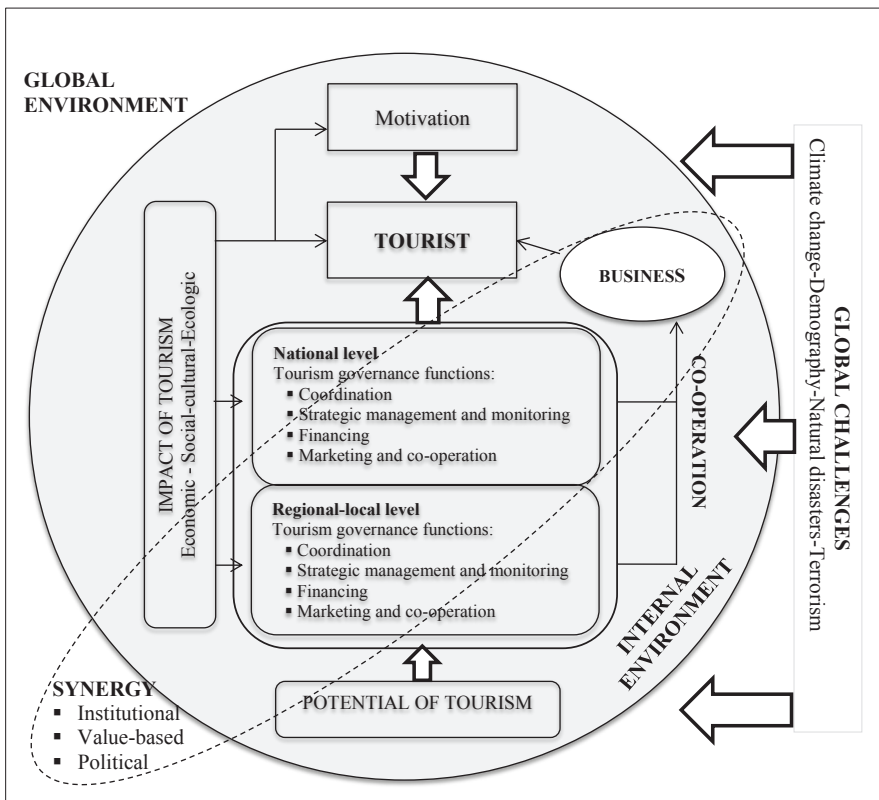 GLOBAL
ENVIRONMENT
Motivation
TOURIST
BUSINESS
IMPACT OF TOURISM
Economic - Social-cultural-Ecologic
National level
Tourism governance functions:
▪ Coordination
▪ Strategic management and monitoring
▪ Financing
▪ Marketing and co-operation
Regional-local level
Tourism governance functions:
▪ Coordination
▪ Strategic management and monitoring
▪ Financing
▪ Marketing and co-operation
CO-OPERATION
INTERNAL
ENVIRONMENT
GLOBAL CHALLENGES
Climate change-Demography-Natural disasters-Terrorism
POTENTIAL OF TOURISM
SYNERGY
▪ Institutional
▪ Value-based
▪ Political